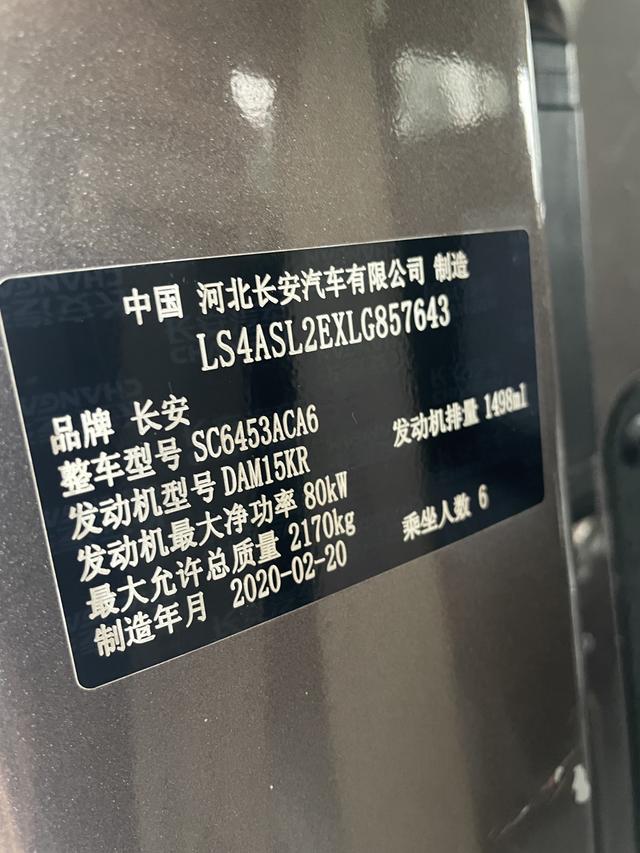 中国 河北长安汽车有限公司 制造
LS4ASL2EXLG857643
品牌 长安
整车型号 SC6453ACA6 发动机排量 1498ml
发动机型号 DAM15KR
发动机最大净功率 80kW
最大允许总质量 2170kg 乘坐人数 6
制造年月 2020-02-20